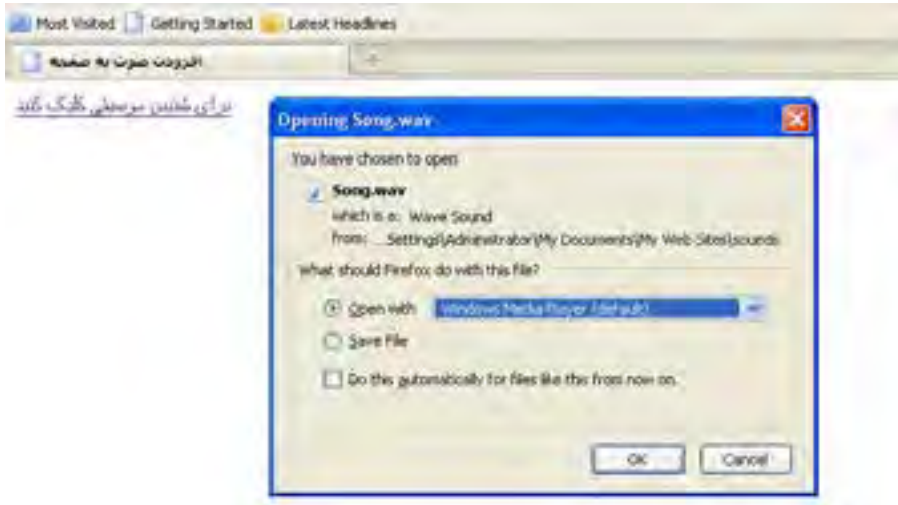 Most Visited Getting Started Latest Headlines
افزودن صوت به صفحه
برای شنیدن موسیقی کلیک کنید
Opening Song.wav
You have chosen to open
Song.wav
which is a: Wave Sound
from: ...Settings\Administrator\My Documents\My Web Sites\sounds
What should Firefox do with this file?
Open with Windows Media Player (default)
Save File
Do this automatically for files like this from now on.
OK Cancel